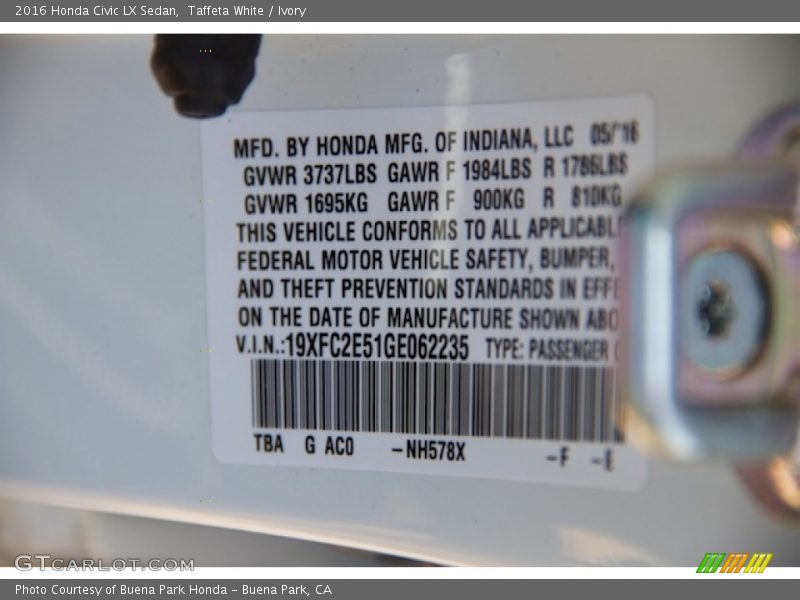 2016 Honda Civic LX Sedan,  Taffeta White / Ivory
MFD. BY HONDA MFG. OF INDIANA, LLC 05/'16
GVWR 3737LBS GAWR F 1984LBS R 1786LBS
GVWR 1695KG GAWR F 900KG R 810KG
THIS VEHICLE CONFORMS TO ALL APPLICABL
FEDERAL MOTOR VEHICLE SAFETY, BUMPER,
AND THEFT PREVENTION STANDARDS IN EFF
ON THE DATE OF MANUFACTURE SHOWN ABO
V.I.N.:19XFC2E51GE062235 TYPE: PASSENGER
TBA G AC0 -NH578X -F -E
GTCARLOT.COM
Photo Courtesy of Buena Park Honda - Buena Park, CA